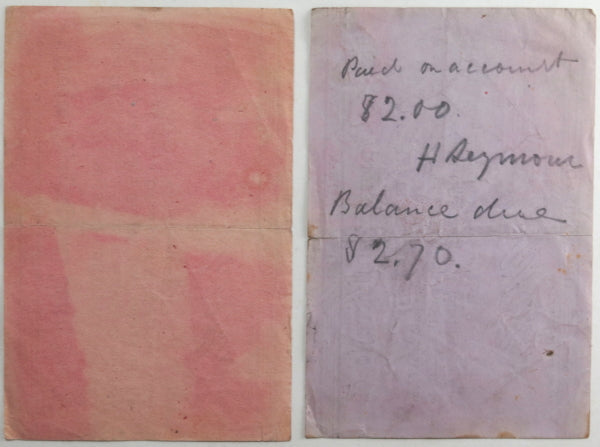 Paid on account
$2.00
H Seymour
Balance due
$2.70.